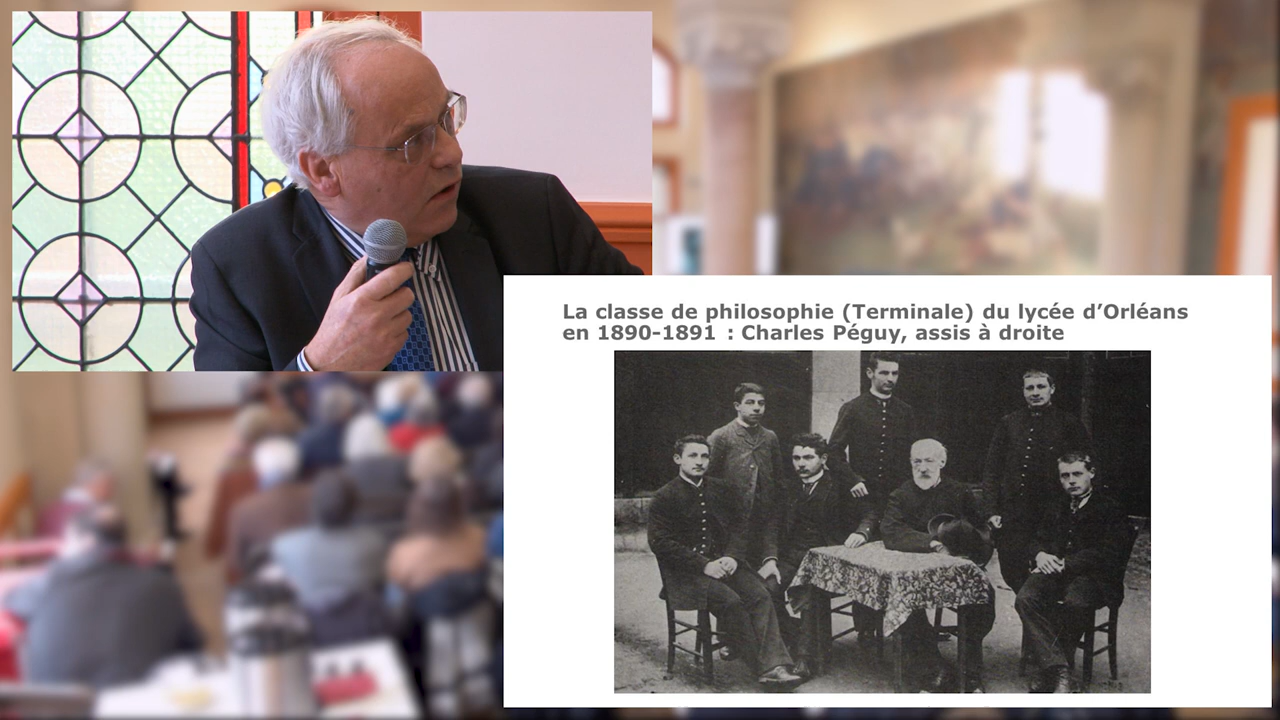 La classe de philosophie (Terminale) du lycée d’Orléans
en 1890-1891 : Charles Péguy, assis à droite